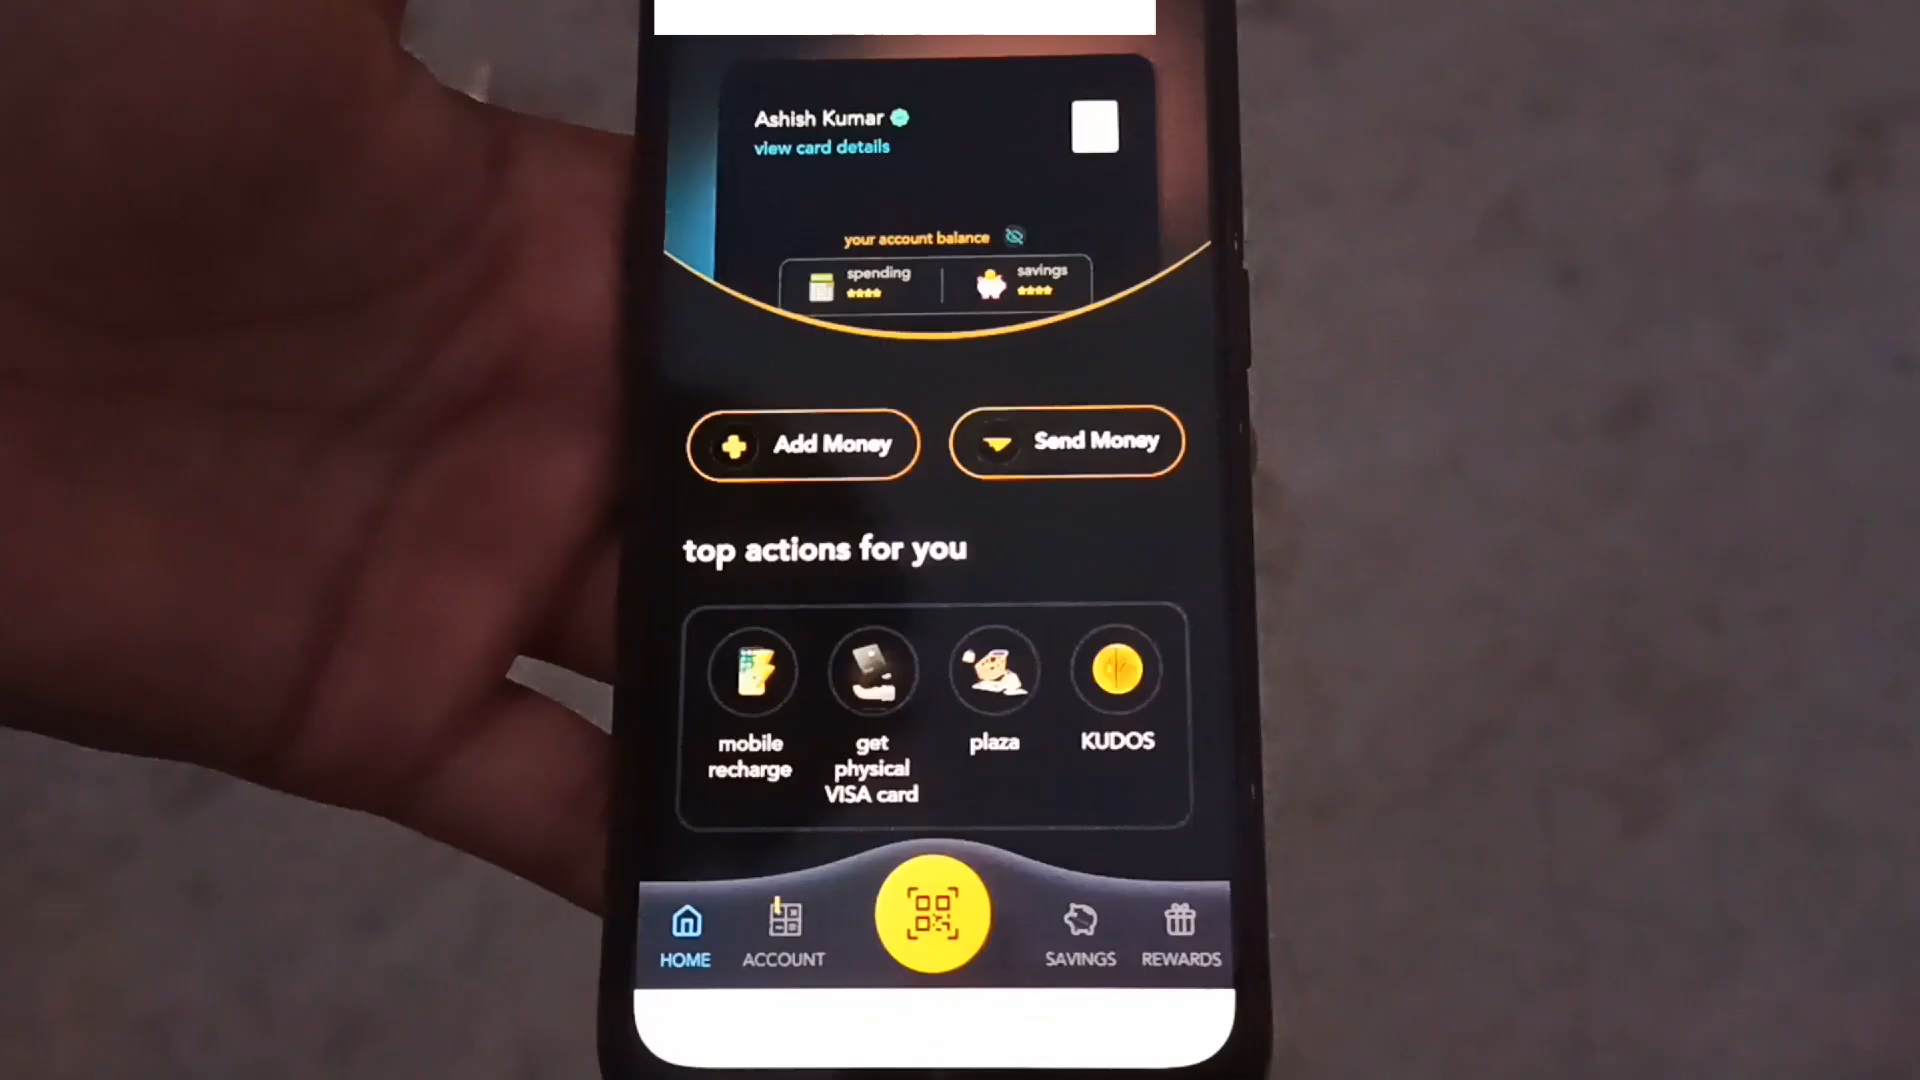 Ashish Kumar
view card details
your account balance
spending
****
savings
****
Add Money
Send Money
top actions for you
mobile
recharge
get
physical
VISA card
plaza
KUDOS
HOME
ACCOUNT
SAVINGS
REWARDS